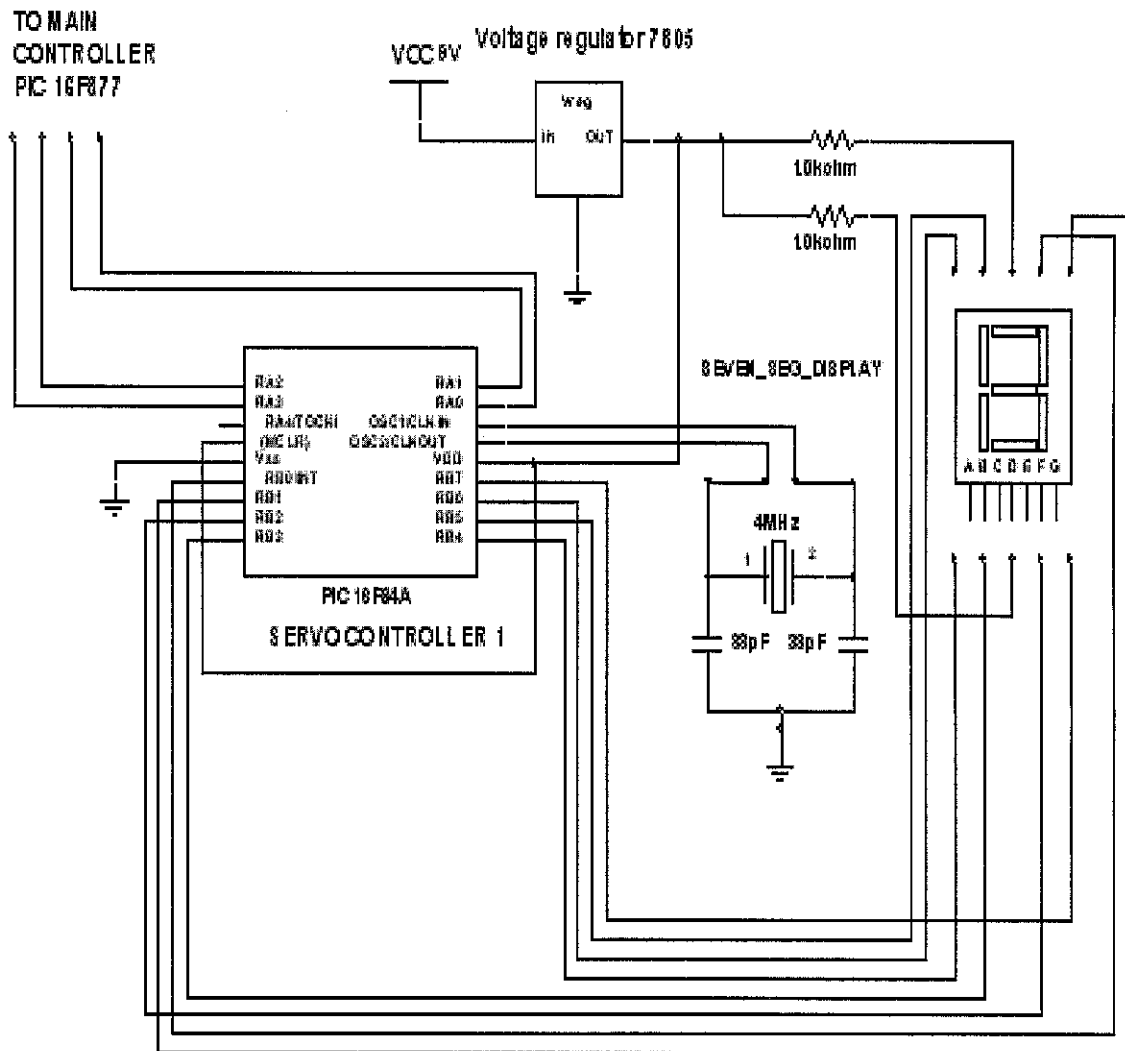 TO MAIN
CONTROLLER
PIC 16F877
VCC 9V
Voltage regulator 7805
Vreg
IN OUT
10kohm
10kohm
SEVEN_SEG_DISPLAY
RA2 RA1
RA3 RA0
RA4/TOCKI OSC1/CLKIN
(MCLR) OSC2/CLKOUT
Vss VDD
RB0/INT RB7
RB1 RB6
RB2 RB5
RB3 RB4
PIC 16F84A
SERVO CONTROLLER 1
A B C D E F G
4MHz
1 2
33pF 33pF